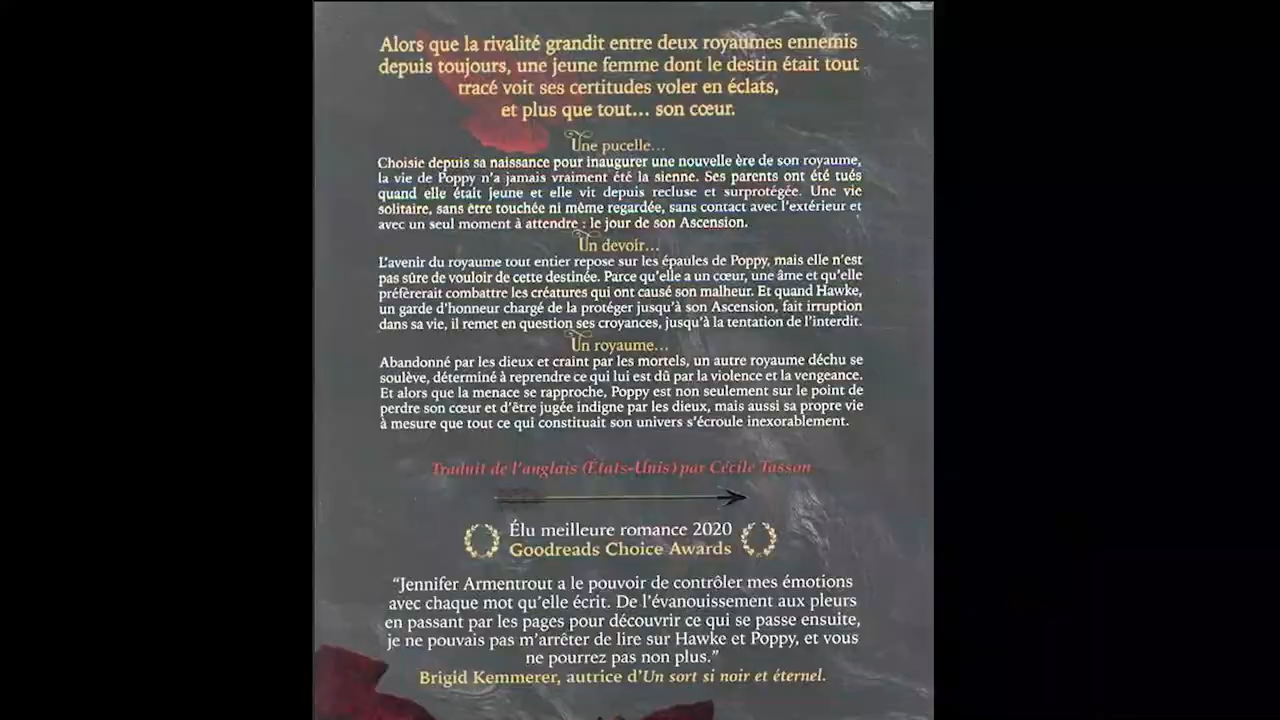 Alors que la rivalité grandit entre deux royaumes ennemis
depuis toujours, une jeune femme dont le destin était tout
tracé voit ses certitudes voler en éclats,
et plus que tout... son cœur.
Une pucelle...
Choisie depuis sa naissance pour inaugurer une nouvelle ère de son royaume,
la vie de Poppy n'a jamais vraiment été la sienne. Ses parents ont été tués
quand elle était jeune et elle vit depuis recluse et surprotégée. Une vie
solitaire, sans être touchée ni même regardée, sans contact avec l'extérieur et
avec un seul moment à attendre : le jour de son Ascension.
Un devoir...
L'avenir du royaume tout entier repose sur les épaules de Poppy, mais elle n'est
pas sûre de vouloir de cette destinée. Parce qu'elle a un cœur, une âme et qu'elle
préfèrerait combattre les créatures qui ont causé son malheur. Et quand Hawke,
un garde d'honneur chargé de la protéger jusqu'à son Ascension, fait irruption
dans sa vie, il remet en question ses croyances, jusqu'à la tentation de l'interdit.
Un royaume...
Abandonné par les dieux et craint par les mortels, un autre royaume déchu se
soulève, déterminé à reprendre ce qui lui est dû par la violence et la vengeance.
Et alors que la menace se rapproche, Poppy est non seulement sur le point de
perdre son cœur et d'être jugée indigne par les dieux, mais aussi sa propre vie
à mesure que tout ce qui constituait son univers s'écroule inexorablement.
Traduit de l'anglais (États-Unis) par Cécile Tasson
Élu meilleure romance 2020
Goodreads Choice Awards
“Jennifer Armentrout a le pouvoir de contrôler mes émotions
avec chaque mot qu'elle écrit. De l'évanouissement aux pleurs
en passant par les pages pour découvrir ce qui se passe ensuite,
je ne pouvais pas m'arrêter de lire sur Hawke et Poppy, et vous
ne pourrez pas non plus.”
Brigid Kemmerer, autrice d'Un sort si noir et éternel.